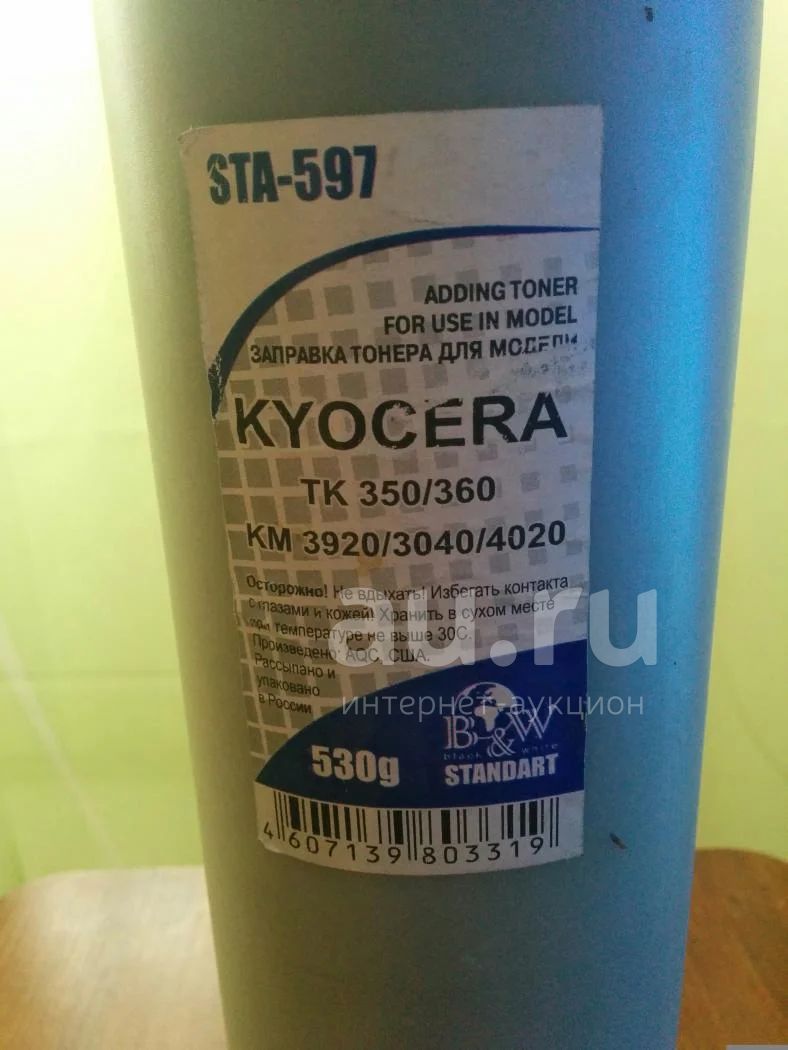 STA-597
ADDING TONER
FOR USE IN MODEL
ЗАПРАВКА ТОНЕРА ДЛЯ МОДЕЛИ
KYOCERA
TK 350/360
KM 3920/3040/4020
Осторожно! Не вдыхать! Избегать контакта
с глазами и кожей! Хранить в сухом месте
при температуре не выше 30С.
Произведено: AQC, США.
Рассыпано и
упаковано
в России
au.ru
интернет-аукцион
B&W
black & white
STANDART
530g
4 607139 803319